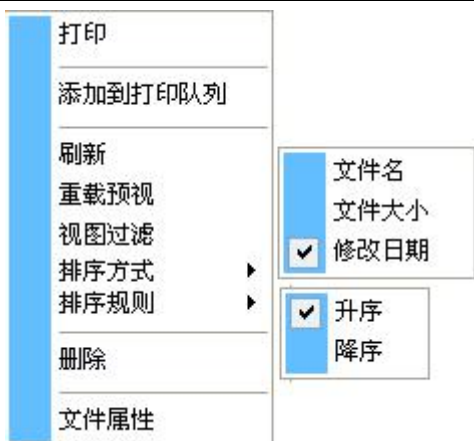 打印
添加到打印队列
刷新
重载预视
视图过滤
排序方式
排序规则
删除
文件属性
文件名
文件大小
修改日期
升序
降序